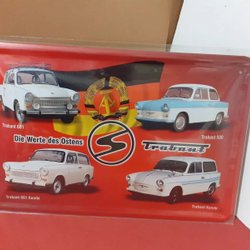 Trabant 601
Trabant 500
Die Werte des Ostens
S
Trabant
Trabant 601 Kombi
Trabant Kombi